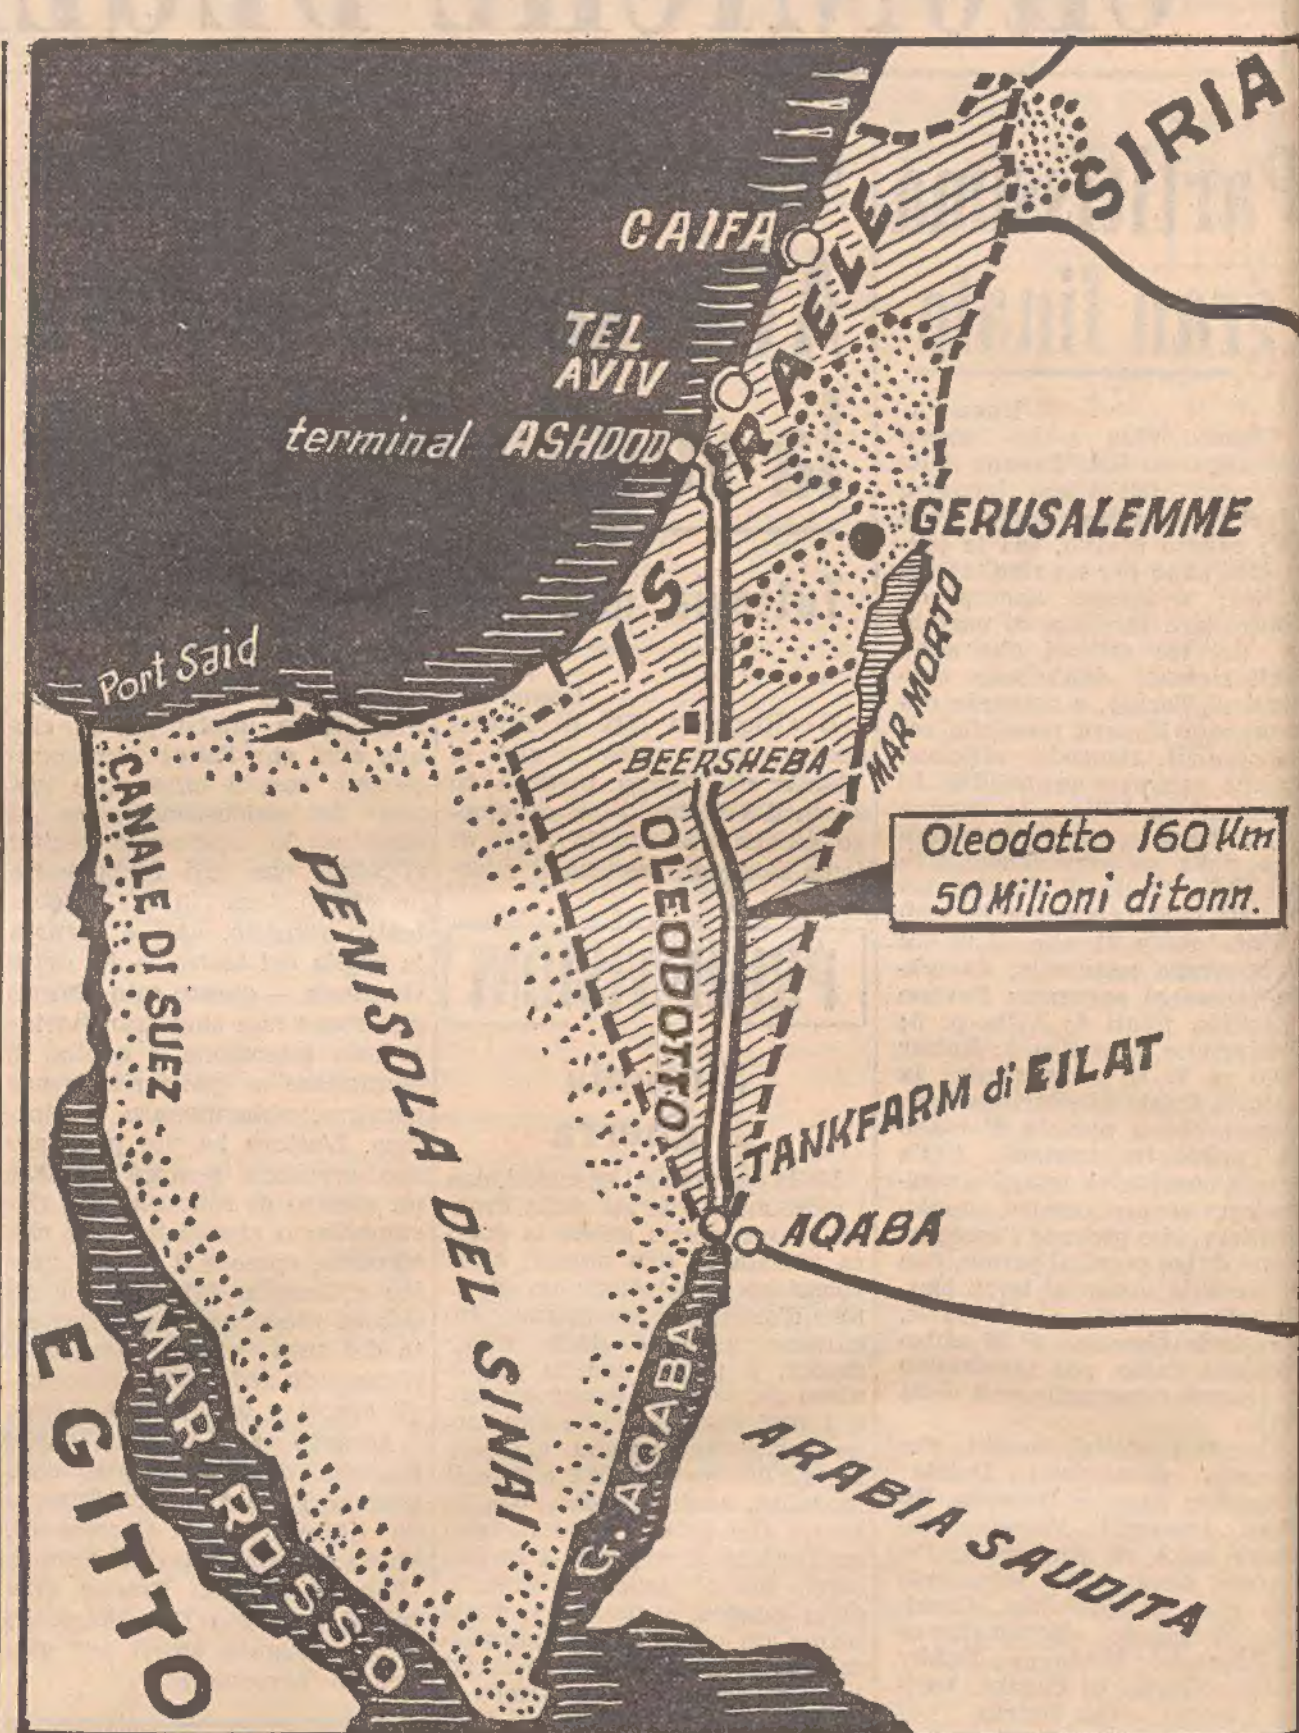 SIRIA
CAIFA
ISRAELE
TEL
AVIV
terminal ASHDOD
GERUSALEMME
MAR MORTO
Port Said
BEERSHEBA
CANALE DI SUEZ
OLEODOTTO
Oleodotto 160 Km
50 Milioni di tonn.
PENISOLA DEL SINAI
TANKFARM di EILAT
AQABA
MAR ROSSO
EGITTO
G. AQABA
ARABIA SAUDITA